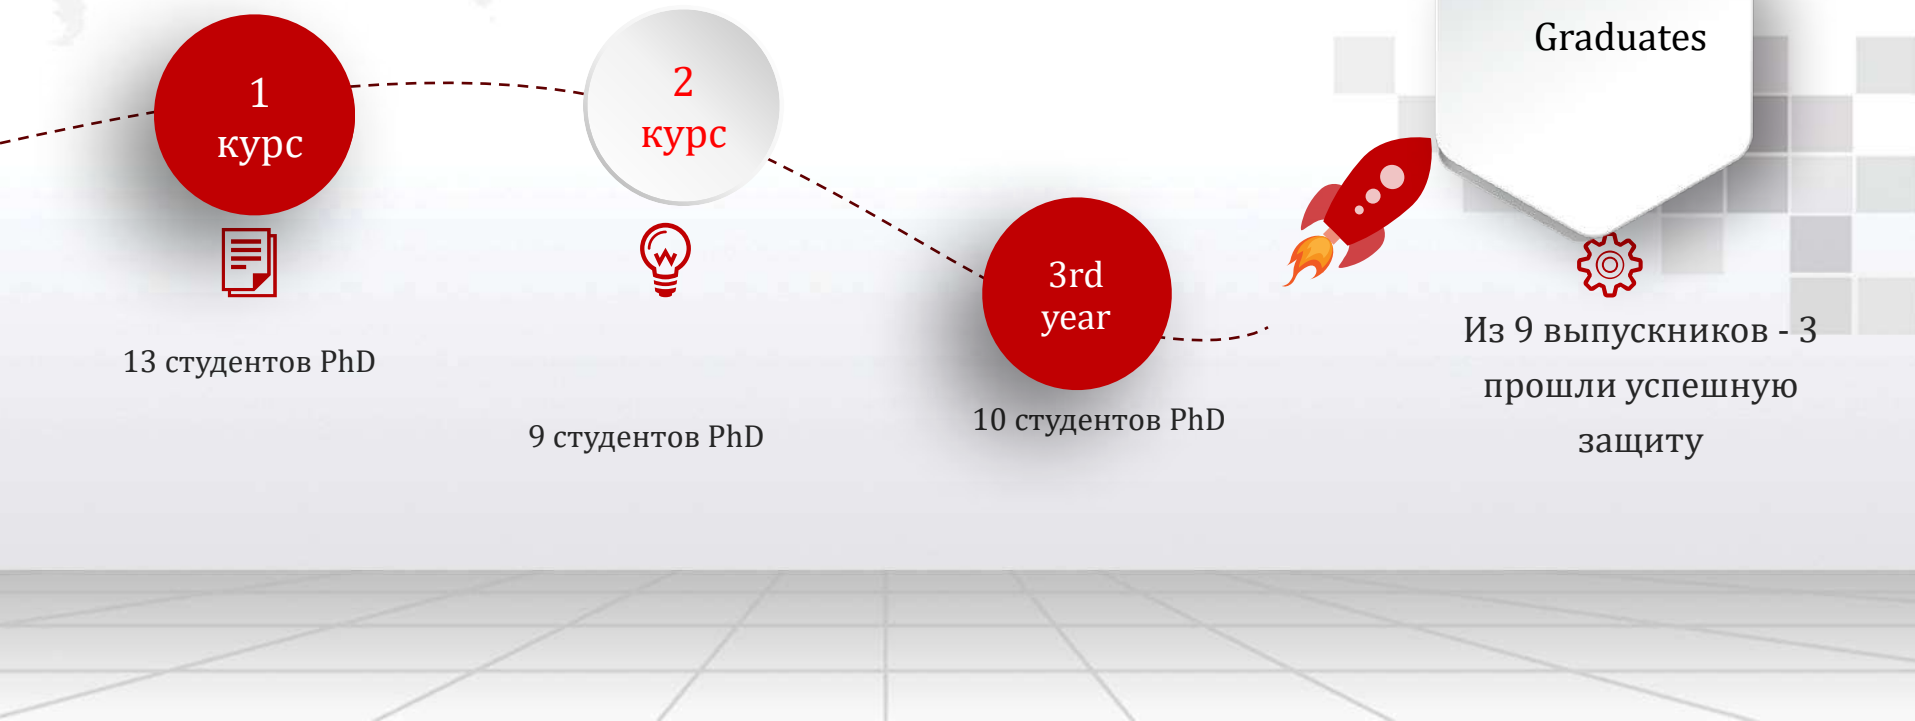 1
курс
13 студентов PhD
2
курс
9 студентов PhD
3rd
year
10 студентов PhD
Graduates
Из 9 выпускников - 3
прошли успешную
защиту